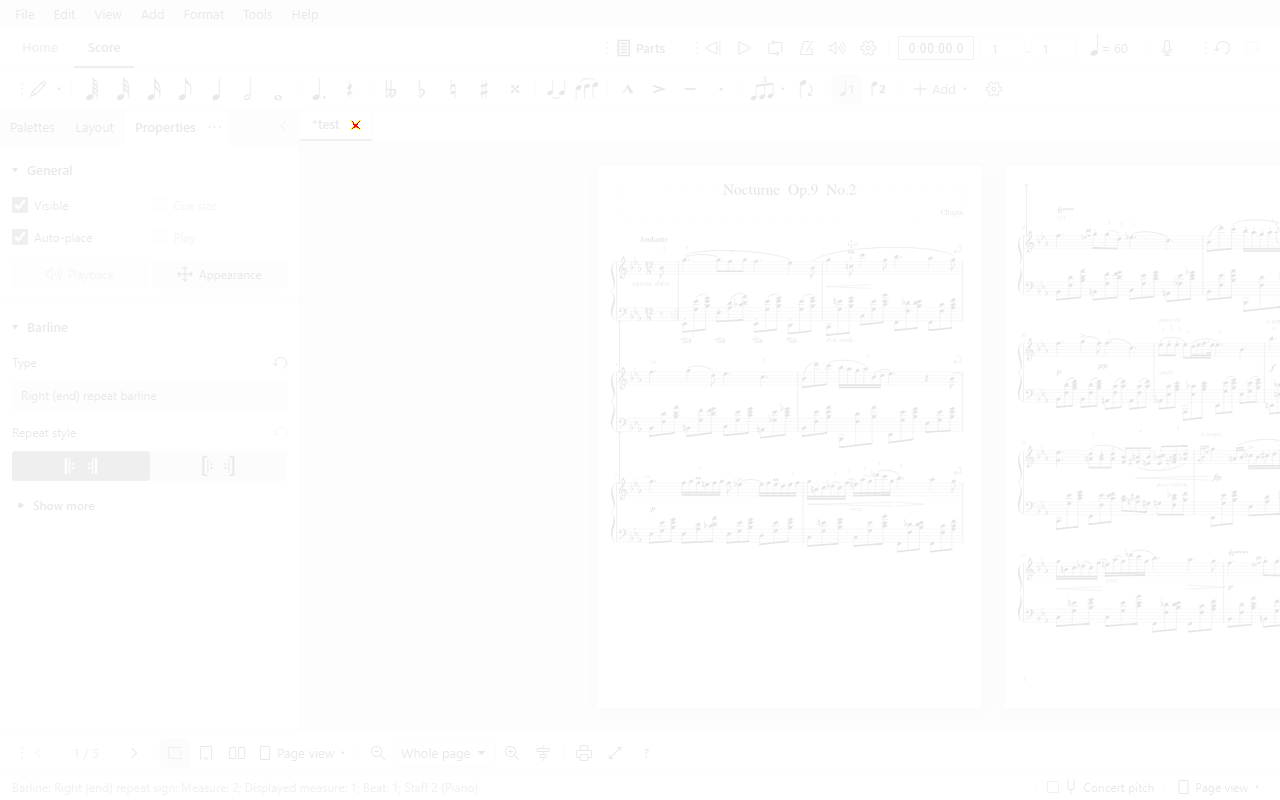 File Edit View Add Format Tools Help
Home Score Parts 0:00:00.0 1 . 1 = 60
Add
Palettes Layout Properties *test
General
Visible Cue size
Auto-place Play
Playback Appearance
Barline
Type
Right (end) repeat barline
Repeat style
Show more
Nocturne Op.9 No.2
Chopin
Andante
1 / 5 Page view Whole page ?
Barline: Right (end) repeat sign; Measure: 2; Displayed measure: 1; Beat: 1; Staff 2 (Piano) Concert pitch Page view